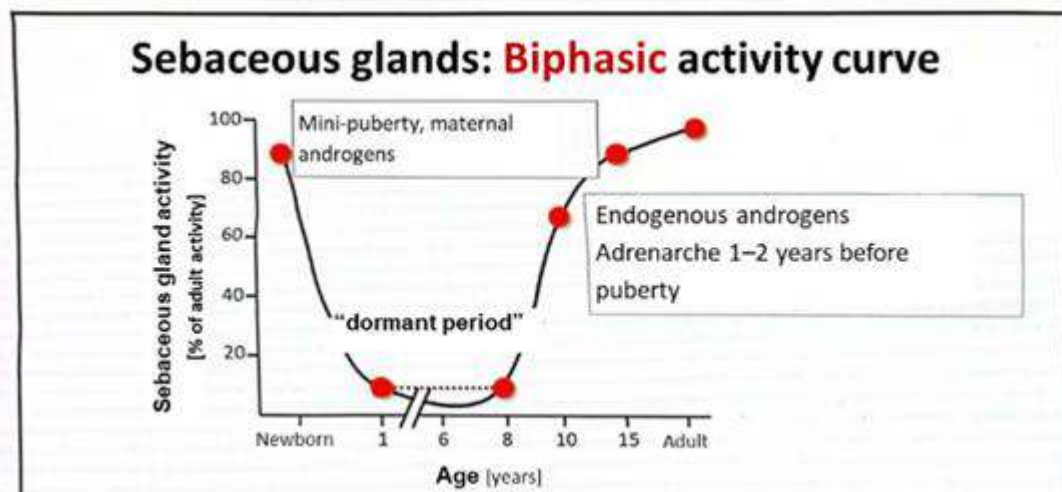 Sebaceous glands: Biphasic activity curve
Mini-puberty, maternal
androgens
Endogenous androgens
Adrenarche 1–2 years before
puberty
"dormant period"
Sebaceous gland activity
[% of adult activity]
100
80
60
40
20
Newborn 1 6 8 10 15 Adult
Age [years]